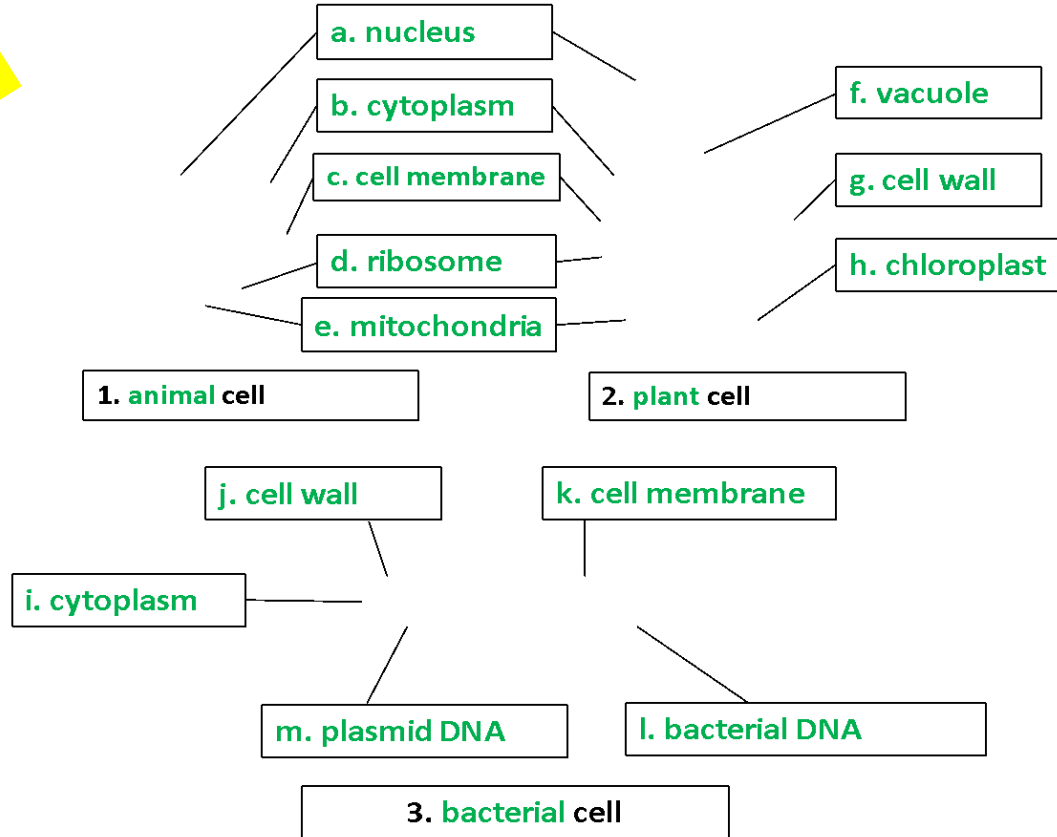 a. nucleus
b. cytoplasm
c. cell membrane
d. ribosome
e. mitochondria
f. vacuole
g. cell wall
h. chloroplast
1. animal cell
2. plant cell
j. cell wall
k. cell membrane
i. cytoplasm
m. plasmid DNA
l. bacterial DNA
3. bacterial cell